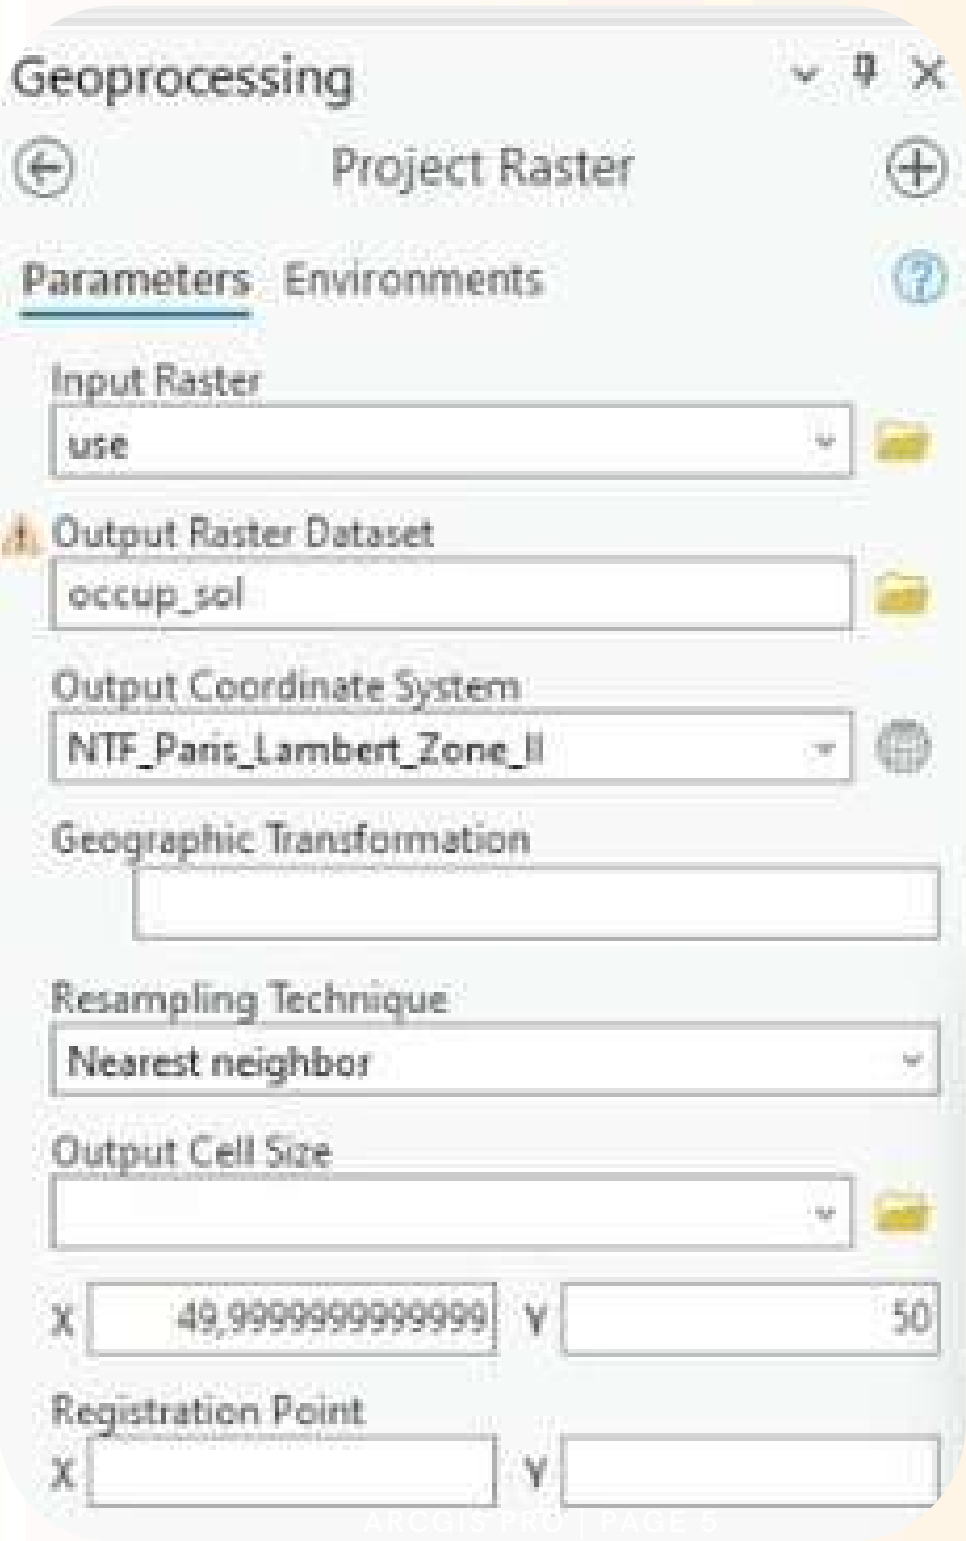 Geoprocessing
Project Raster
Parameters Environments
Input Raster
use
Output Raster Dataset
occup_sol
Output Coordinate System
NTF_Paris_Lambert_Zone_II
Geographic Transformation
Resampling Technique
Nearest neighbor
Output Cell Size
X 49,9999999999999 Y 50
Registration Point
X Y
ARCGIS PRO | PAGE 5